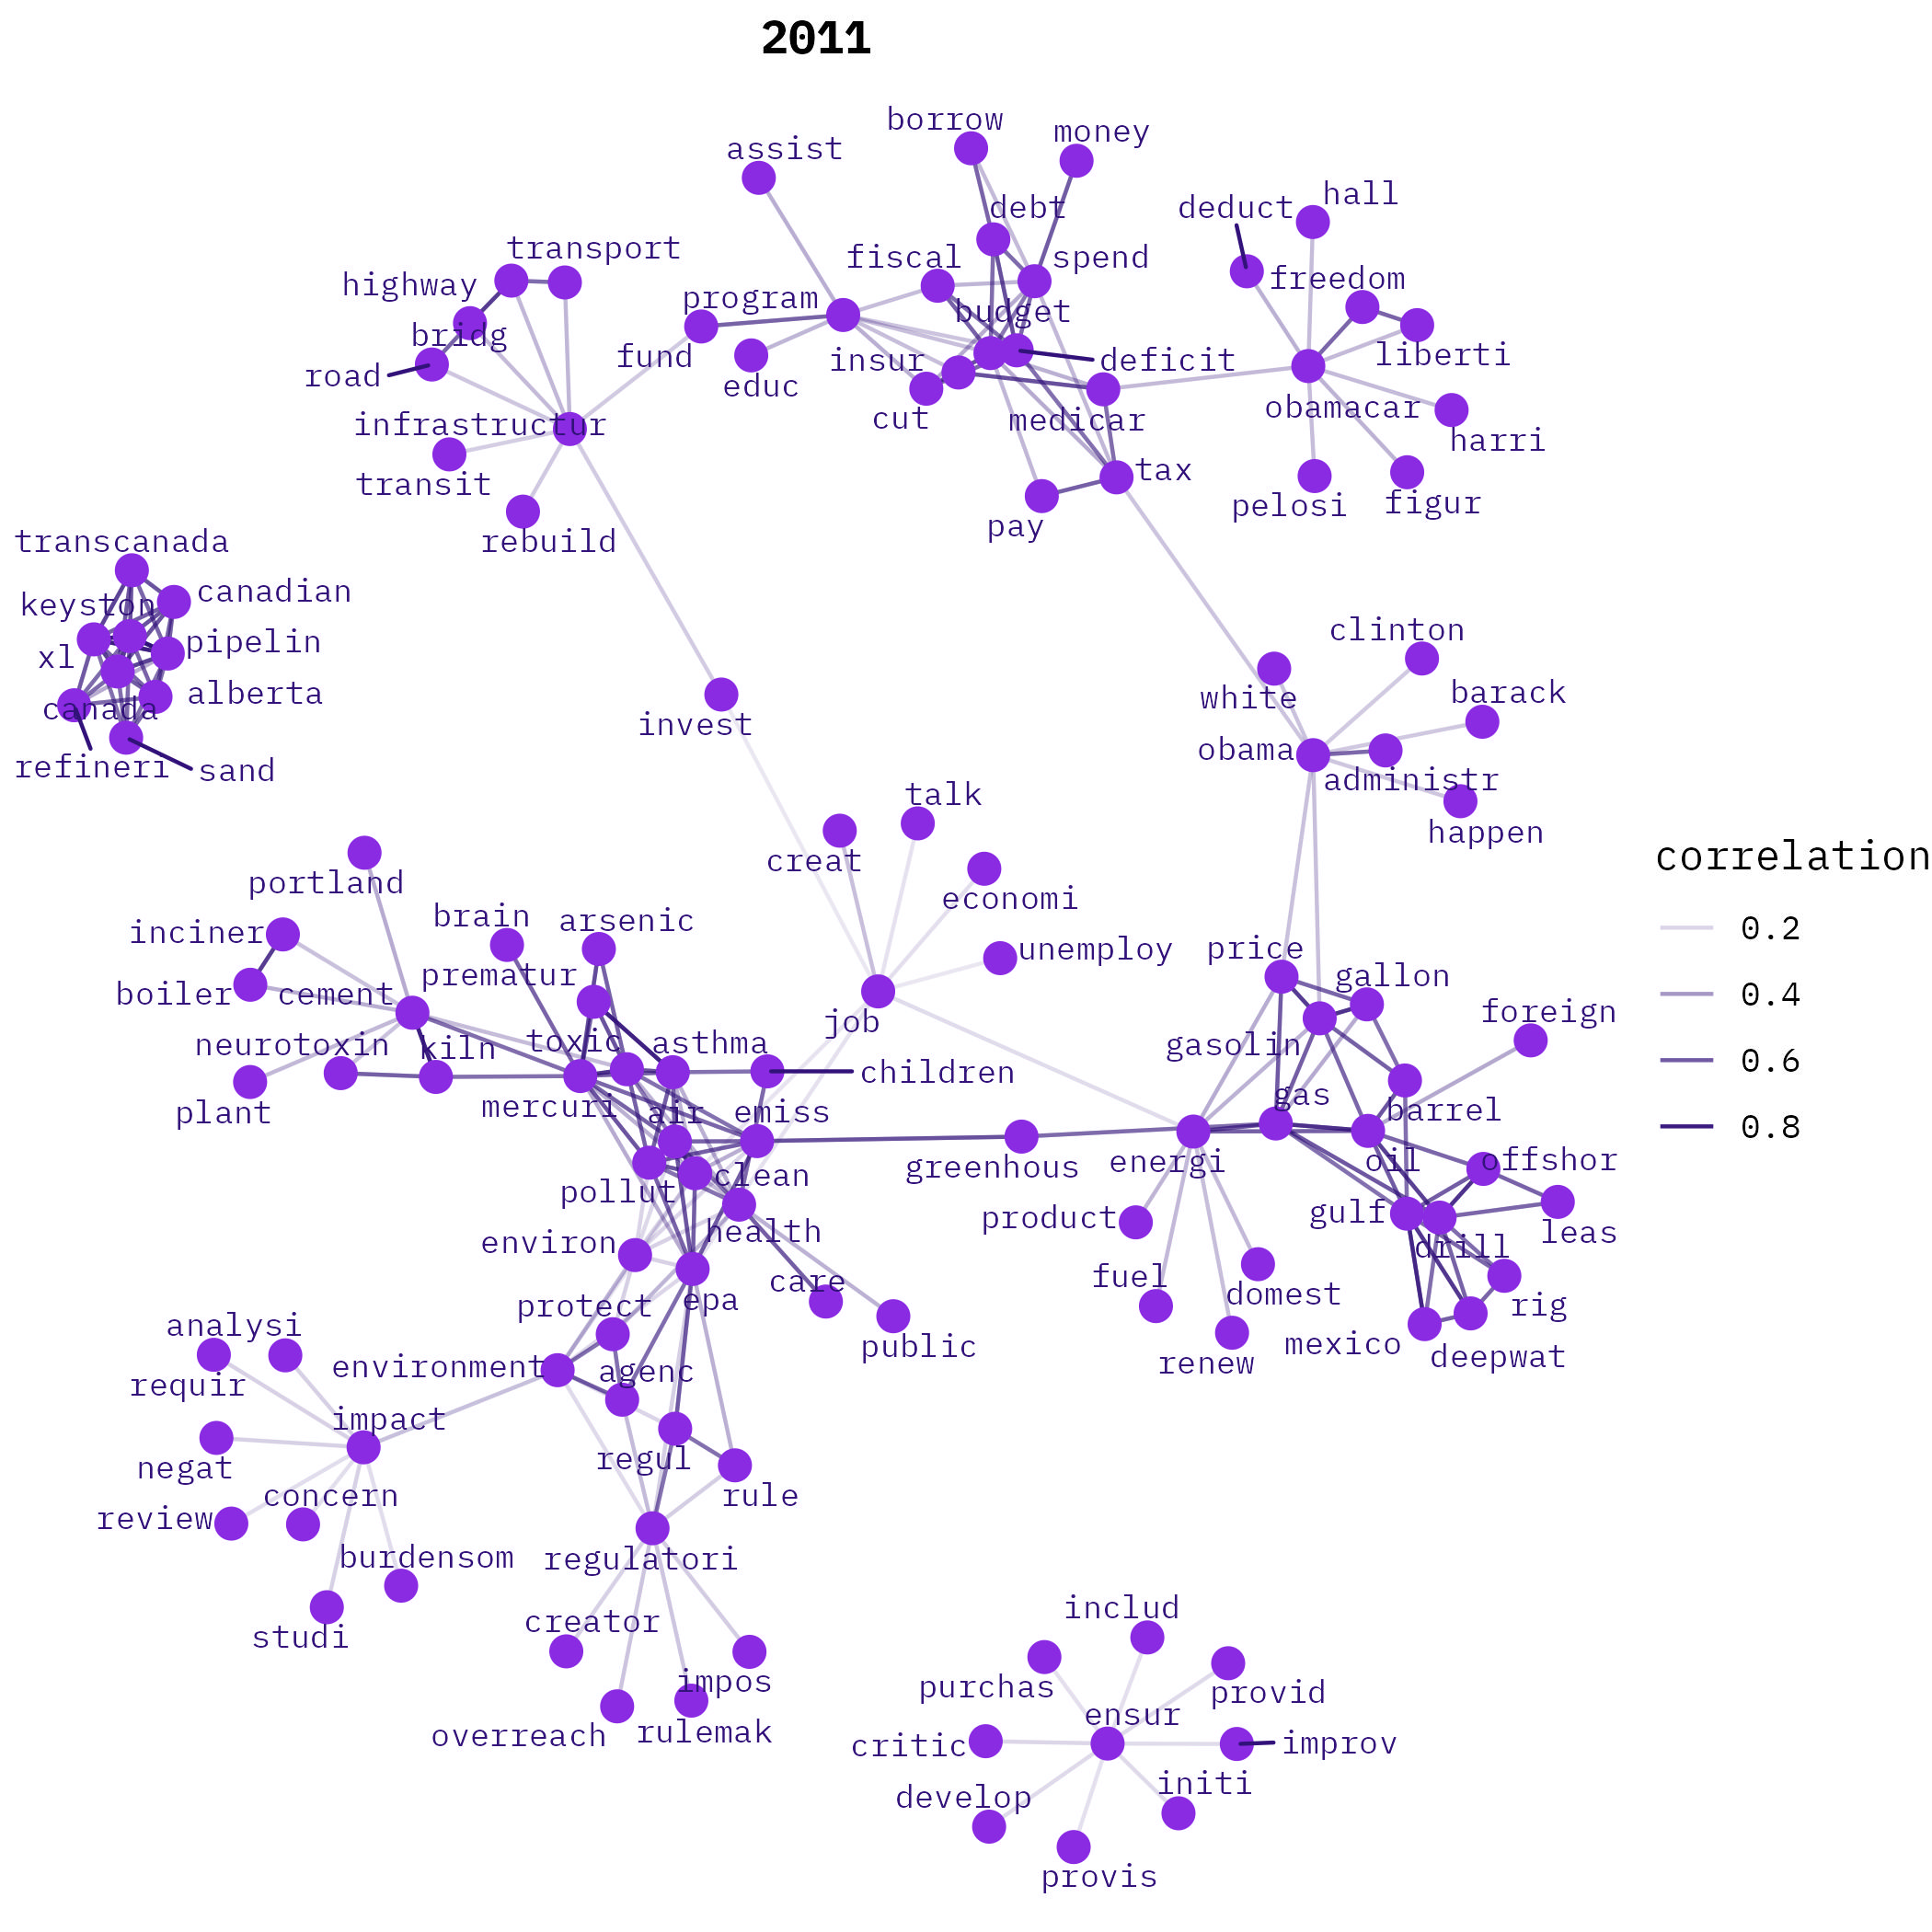 2011
borrow
money
assist
hall
deduct
debt
transport
fiscal
spend
freedom
highway
program
budget
bridg
fund
insur
deficit
liberti
road
educ
cut
medicar
obamacar
infrastructur
harri
transit
tax
figur
pelosi
pay
rebuild
transcanada
canadian
keyston
clinton
pipelin
xl
white
barack
alberta
canada
invest
obama
refineri
sand
administr
talk
happen
creat
correlation
portland
economi
brain
arsenic
inciner
unemploy
price
0.2
prematur
gallon
boiler
cement
0.4
foreign
job
neurotoxin
kiln
toxic
asthma
gasolin
children
0.6
gas
plant
mercuri
air
emiss
barrel
0.8
greenhous
energi
oil
offshor
pollut
clean
product
gulf
health
leas
environ
drill
care
fuel
domest
epa
protect
rig
analysi
public
mexico
deepwat
environment
agenc
renew
requir
impact
regul
negat
concern
rule
review
burdensom
regulatori
includ
creator
studi
impos
purchas
provid
ensur
overreach
rulemak
critic
improv
develop
initi
provis